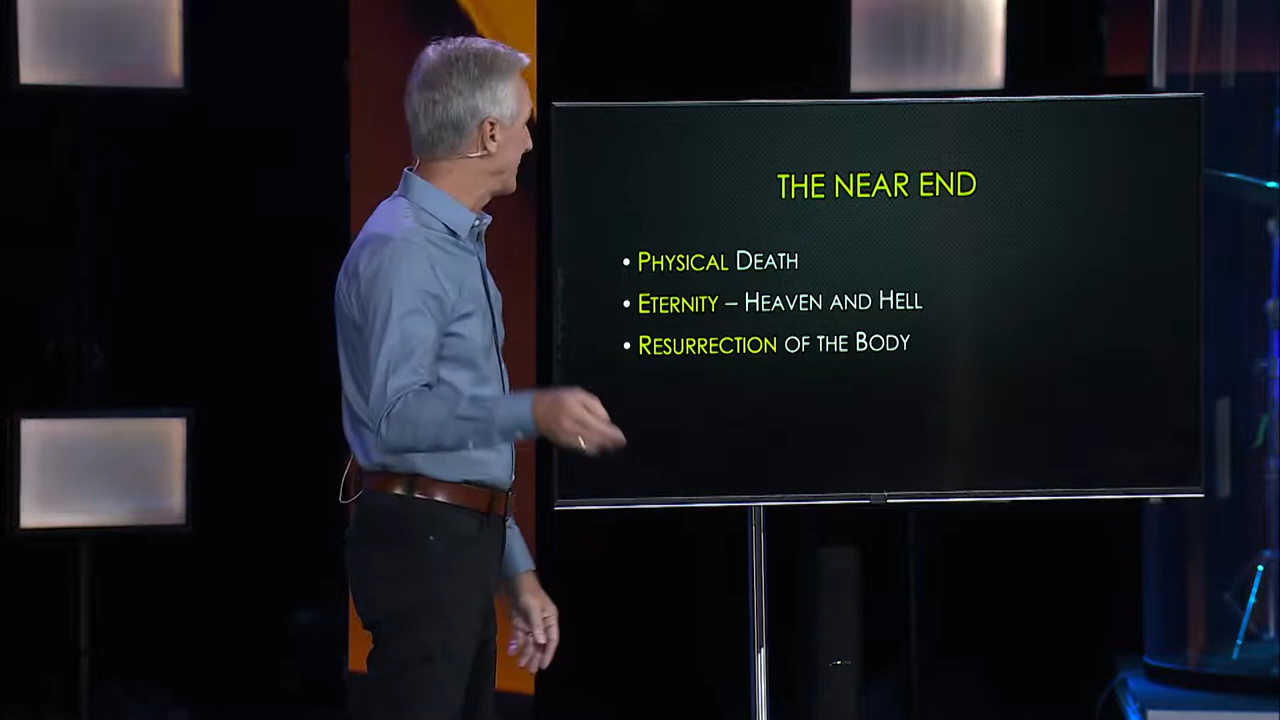 THE NEAR END
• PHYSICAL DEATH
• ETERNITY – HEAVEN AND HELL
• RESURRECTION OF THE BODY